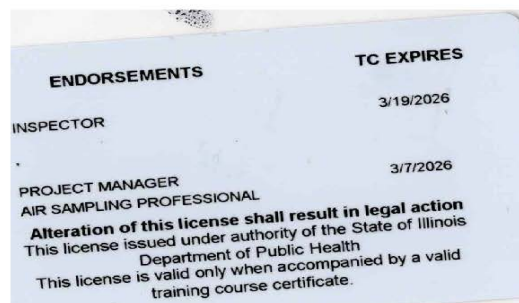 ENDORSEMENTS TC EXPIRES
INSPECTOR 3/19/2026
PROJECT MANAGER 3/7/2026
AIR SAMPLING PROFESSIONAL
Alteration of this license shall result in legal action
This license issued under authority of the State of Illinois
Department of Public Health
This license is valid only when accompanied by a valid
training course certificate.